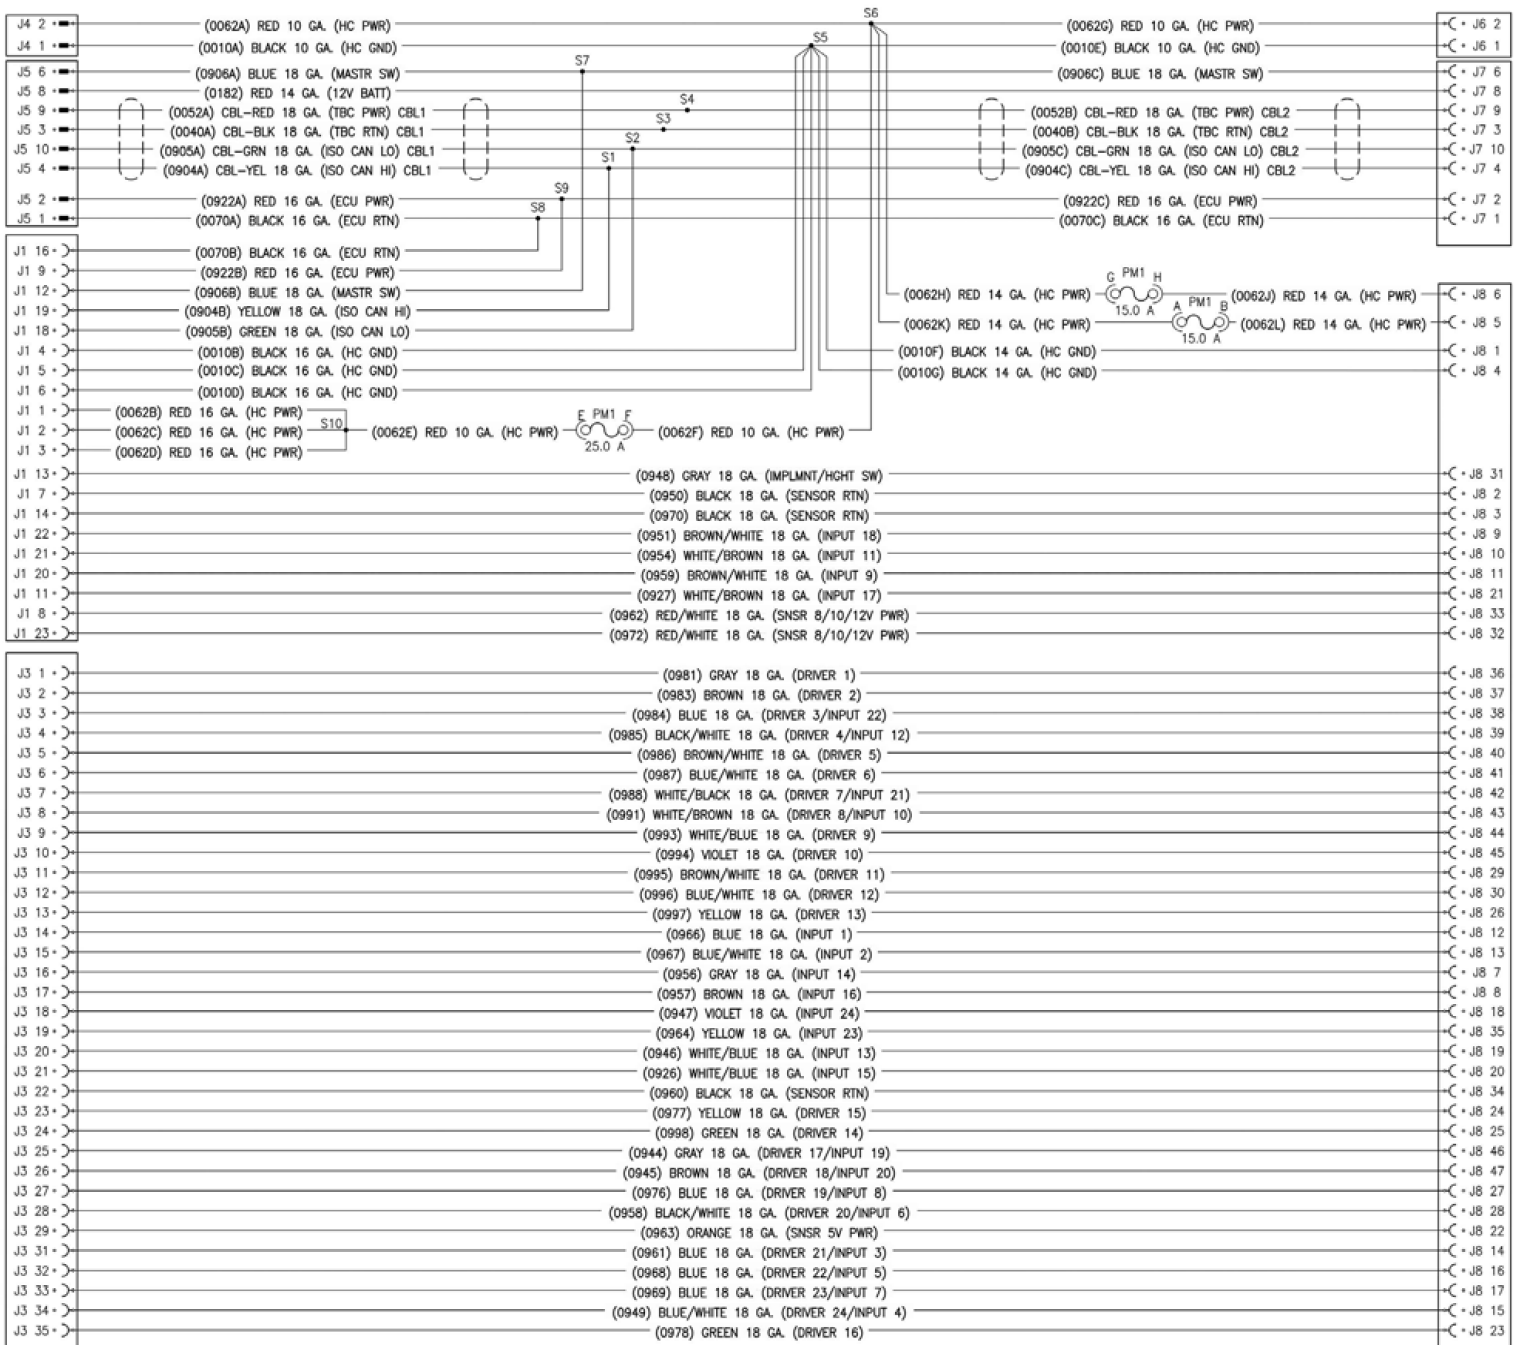 S6
J4 2 (0062A) RED 10 GA. (HC PWR) (0062G) RED 10 GA. (HC PWR) J6 2
S5
J4 1 (0010A) BLACK 10 GA. (HC GND) (0010E) BLACK 10 GA. (HC GND) J6 1
S7
J5 6 (0906A) BLUE 18 GA. (MASTR SW) (0906C) BLUE 18 GA. (MASTR SW) J7 6
J5 8 (0182) RED 14 GA. (12V BATT) J7 8
S4
J5 9 (0052A) CBL-RED 18 GA. (TBC PWR) CBL1 (0052B) CBL-RED 18 GA. (TBC PWR) CBL2 J7 9
S3
J5 3 (0040A) CBL-BLK 18 GA. (TBC RTN) CBL1 (0040B) CBL-BLK 18 GA. (TBC RTN) CBL2 J7 3
S2
J5 10 (0905A) CBL-GRN 18 GA. (ISO CAN LO) CBL1 (0905C) CBL-GRN 18 GA. (ISO CAN LO) CBL2 J7 10
S1
J5 4 (0904A) CBL-YEL 18 GA. (ISO CAN HI) CBL1 (0904C) CBL-YEL 18 GA. (ISO CAN HI) CBL2 J7 4
S9
J5 2 (0922A) RED 16 GA. (ECU PWR) (0922C) RED 16 GA. (ECU PWR) J7 2
S8
J5 1 (0070A) BLACK 16 GA. (ECU RTN) (0070C) BLACK 16 GA. (ECU RTN) J7 1
J1 16 (0070B) BLACK 16 GA. (ECU RTN)
J1 9 (0922B) RED 16 GA. (ECU PWR)
G PM1 H
J1 12 (0906B) BLUE 18 GA. (MASTR SW) (0062H) RED 14 GA. (HC PWR) (0062J) RED 14 GA. (HC PWR) J8 6
15.0 A
A PM1 B
J1 19 (0904B) YELLOW 18 GA. (ISO CAN HI)
(0062K) RED 14 GA. (HC PWR) (0062L) RED 14 GA. (HC PWR) J8 5
15.0 A
J1 18 (0905B) GREEN 18 GA. (ISO CAN LO)
J1 4 (0010B) BLACK 16 GA. (HC GND) (0010F) BLACK 14 GA. (HC GND) J8 1
J1 5 (0010C) BLACK 16 GA. (HC GND) (0010G) BLACK 14 GA. (HC GND) J8 4
J1 6 (0010D) BLACK 16 GA. (HC GND)
J1 1 (0062B) RED 16 GA. (HC PWR)
S10 E PM1 F
J1 2 (0062C) RED 16 GA. (HC PWR) (0062E) RED 10 GA. (HC PWR) (0062F) RED 10 GA. (HC PWR)
25.0 A
J1 3 (0062D) RED 16 GA. (HC PWR)
J1 13 (0948) GRAY 18 GA. (IMPLMNT/HGHT SW) J8 31
J1 7 (0950) BLACK 18 GA. (SENSOR RTN) J8 2
J1 14 (0970) BLACK 18 GA. (SENSOR RTN) J8 3
J1 22 (0951) BROWN/WHITE 18 GA. (INPUT 18) J8 9
J1 21 (0954) WHITE/BROWN 18 GA. (INPUT 11) J8 10
J1 20 (0959) BROWN/WHITE 18 GA. (INPUT 9) J8 11
J1 11 (0927) WHITE/BROWN 18 GA. (INPUT 17) J8 21
J1 8 (0962) RED/WHITE 18 GA. (SNSR 8/10/12V PWR) J8 33
J1 23 (0972) RED/WHITE 18 GA. (SNSR 8/10/12V PWR) J8 32
J3 1 (0981) GRAY 18 GA. (DRIVER 1) J8 36
J3 2 (0983) BROWN 18 GA. (DRIVER 2) J8 37
J3 3 (0984) BLUE 18 GA. (DRIVER 3/INPUT 22) J8 38
J3 4 (0985) BLACK/WHITE 18 GA. (DRIVER 4/INPUT 12) J8 39
J3 5 (0986) BROWN/WHITE 18 GA. (DRIVER 5) J8 40
J3 6 (0987) BLUE/WHITE 18 GA. (DRIVER 6) J8 41
J3 7 (0988) WHITE/BLACK 18 GA. (DRIVER 7/INPUT 21) J8 42
J3 8 (0991) WHITE/BROWN 18 GA. (DRIVER 8/INPUT 10) J8 43
J3 9 (0993) WHITE/BLUE 18 GA. (DRIVER 9) J8 44
J3 10 (0994) VIOLET 18 GA. (DRIVER 10) J8 45
J3 11 (0995) BROWN/WHITE 18 GA. (DRIVER 11) J8 29
J3 12 (0996) BLUE/WHITE 18 GA. (DRIVER 12) J8 30
J3 13 (0997) YELLOW 18 GA. (DRIVER 13) J8 26
J3 14 (0966) BLUE 18 GA. (INPUT 1) J8 12
J3 15 (0967) BLUE/WHITE 18 GA. (INPUT 2) J8 13
J3 16 (0956) GRAY 18 GA. (INPUT 14) J8 7
J3 17 (0957) BROWN 18 GA. (INPUT 16) J8 8
J3 18 (0947) VIOLET 18 GA. (INPUT 24) J8 18
J3 19 (0964) YELLOW 18 GA. (INPUT 23) J8 35
J3 20 (0946) WHITE/BLUE 18 GA. (INPUT 13) J8 19
J3 21 (0926) WHITE/BLUE 18 GA. (INPUT 15) J8 20
J3 22 (0960) BLACK 18 GA. (SENSOR RTN) J8 34
J3 23 (0977) YELLOW 18 GA. (DRIVER 15) J8 24
J3 24 (0998) GREEN 18 GA. (DRIVER 14) J8 25
J3 25 (0944) GRAY 18 GA. (DRIVER 17/INPUT 19) J8 46
J3 26 (0945) BROWN 18 GA. (DRIVER 18/INPUT 20) J8 47
J3 27 (0976) BLUE 18 GA. (DRIVER 19/INPUT 8) J8 27
J3 28 (0958) BLACK/WHITE 18 GA. (DRIVER 20/INPUT 6) J8 28
J3 29 (0963) ORANGE 18 GA. (SNSR 5V PWR) J8 22
J3 31 (0961) BLUE 18 GA. (DRIVER 21/INPUT 3) J8 14
J3 32 (0968) BLUE 18 GA. (DRIVER 22/INPUT 5) J8 16
J3 33 (0969) BLUE 18 GA. (DRIVER 23/INPUT 7) J8 17
J3 34 (0949) BLUE/WHITE 18 GA. (DRIVER 24/INPUT 4) J8 15
J3 35 (0978) GREEN 18 GA. (DRIVER 16) J8 23